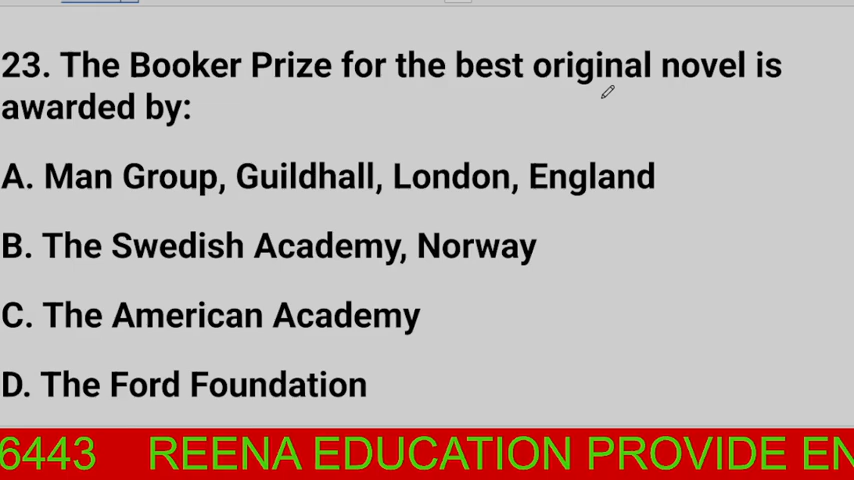 23. The Booker Prize for the best original novel is
awarded by:
A. Man Group, Guildhall, London, England
B. The Swedish Academy, Norway
C. The American Academy
D. The Ford Foundation
6443 REENA EDUCATION PROVIDE EN